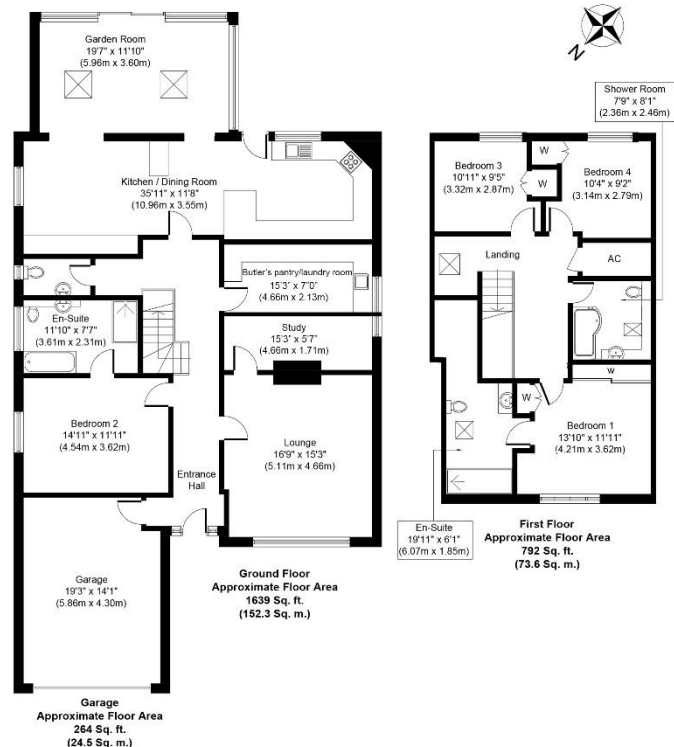 Garden Room
19'7" x 11'10"
(5.96m x 3.60m)
N
Kitchen / Dining Room
35'11" x 11'8"
(10.96m x 3.55m)
Butler's pantry/laundry room
15'3" x 7'0"
(4.66m x 2.13m)
En-Suite
11'10" x 7'7"
(3.61m x 2.31m)
Study
15'3" x 5'7"
(4.66m x 1.71m)
Bedroom 2
14'11" x 11'11"
(4.54m x 3.62m)
Lounge
16'9" x 15'3"
(5.11m x 4.66m)
Entrance
Hall
Garage
19'3" x 14'1"
(5.86m x 4.30m)
Ground Floor
Approximate Floor Area
1639 Sq. ft.
(152.3 Sq. m.)
Garage
Approximate Floor Area
264 Sq. ft.
(24.5 Sq. m.)
Shower Room
7'9" x 8'1"
(2.36m x 2.46m)
Bedroom 3
10'11" x 9'5"
(3.32m x 2.87m)
W
W
Bedroom 4
10'4" x 9'2"
(3.14m x 2.79m)
Landing
AC
W
W
Bedroom 1
13'10" x 11'11"
(4.21m x 3.62m)
En-Suite
19'11" x 6'1"
(6.07m x 1.85m)
First Floor
Approximate Floor Area
792 Sq. ft.
(73.6 Sq. m.)